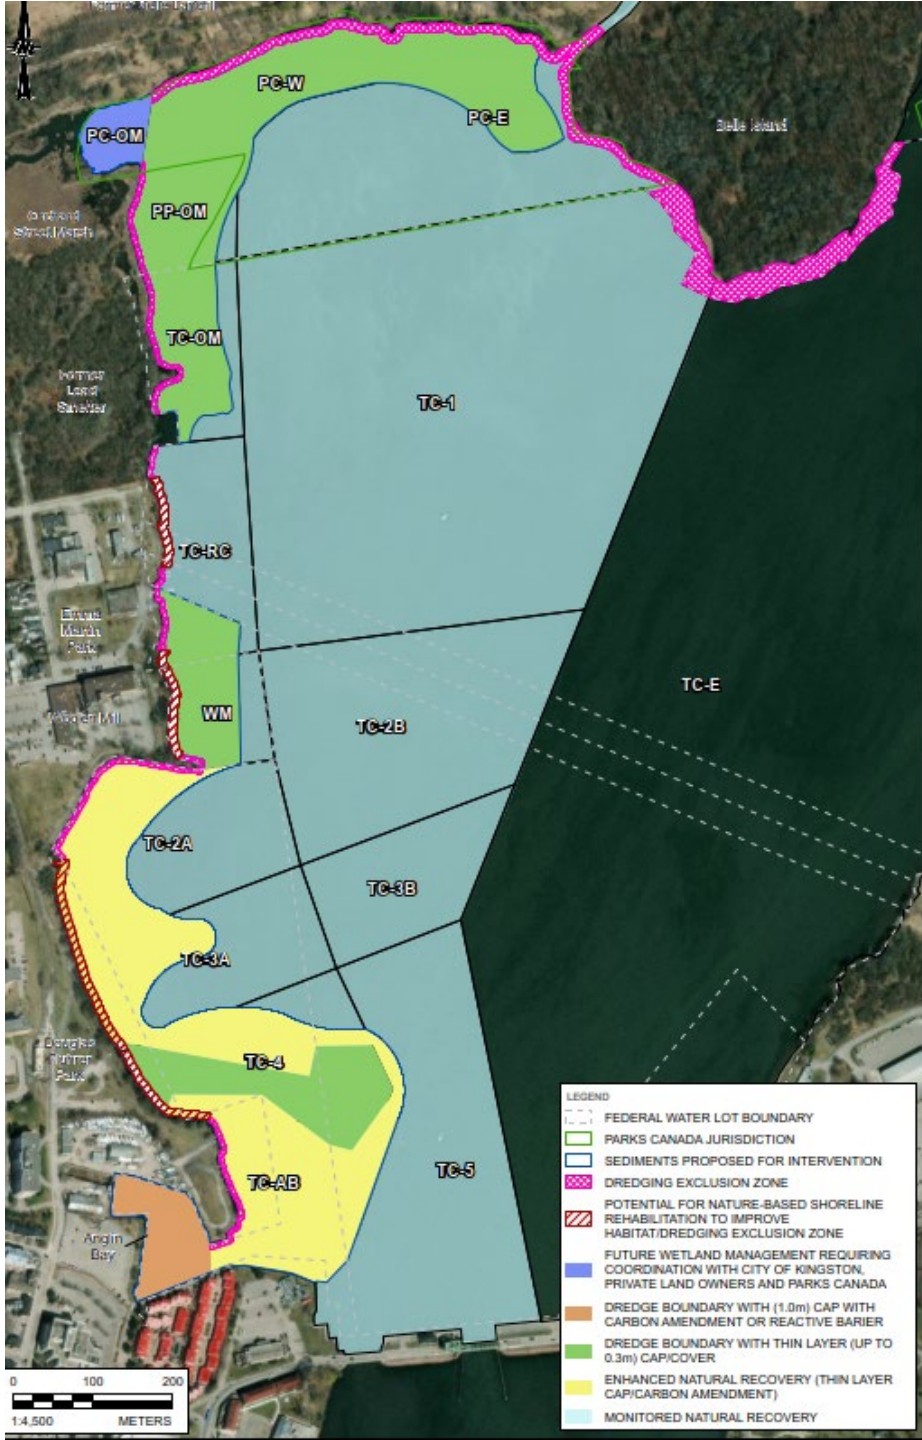 PC-W
PC-E
PC-OM
Belle Island
PP-OM
Orchard
Street Marsh
TC-OM
Former
Lead
Smelter
TC-1
TC-RC
Emma
Martin
Park
TC-E
WM
Woolen Mill
TC-2B
TC-2A
TC-3B
TC-3A
Douglas
Fluhrer
Park
TC-4
TC-5
TC-AB
Anglin
Bay
LEGEND
FEDERAL WATER LOT BOUNDARY
PARKS CANADA JURISDICTION
SEDIMENTS PROPOSED FOR INTERVENTION
DREDGING EXCLUSION ZONE
POTENTIAL FOR NATURE-BASED SHORELINE
REHABILITATION TO IMPROVE
HABITAT/DREDGING EXCLUSION ZONE
FUTURE WETLAND MANAGEMENT REQUIRING
COORDINATION WITH CITY OF KINGSTON,
PRIVATE LAND OWNERS AND PARKS CANADA
DREDGE BOUNDARY WITH (1.0m) CAP WITH
CARBON AMENDMENT OR REACTIVE BARIER
DREDGE BOUNDARY WITH THIN LAYER (UP TO
0.3m) CAP/COVER
ENHANCED NATURAL RECOVERY (THIN LAYER
CAP/CARBON AMENDMENT)
MONITORED NATURAL RECOVERY
0 100 200
1:4,500 METERS